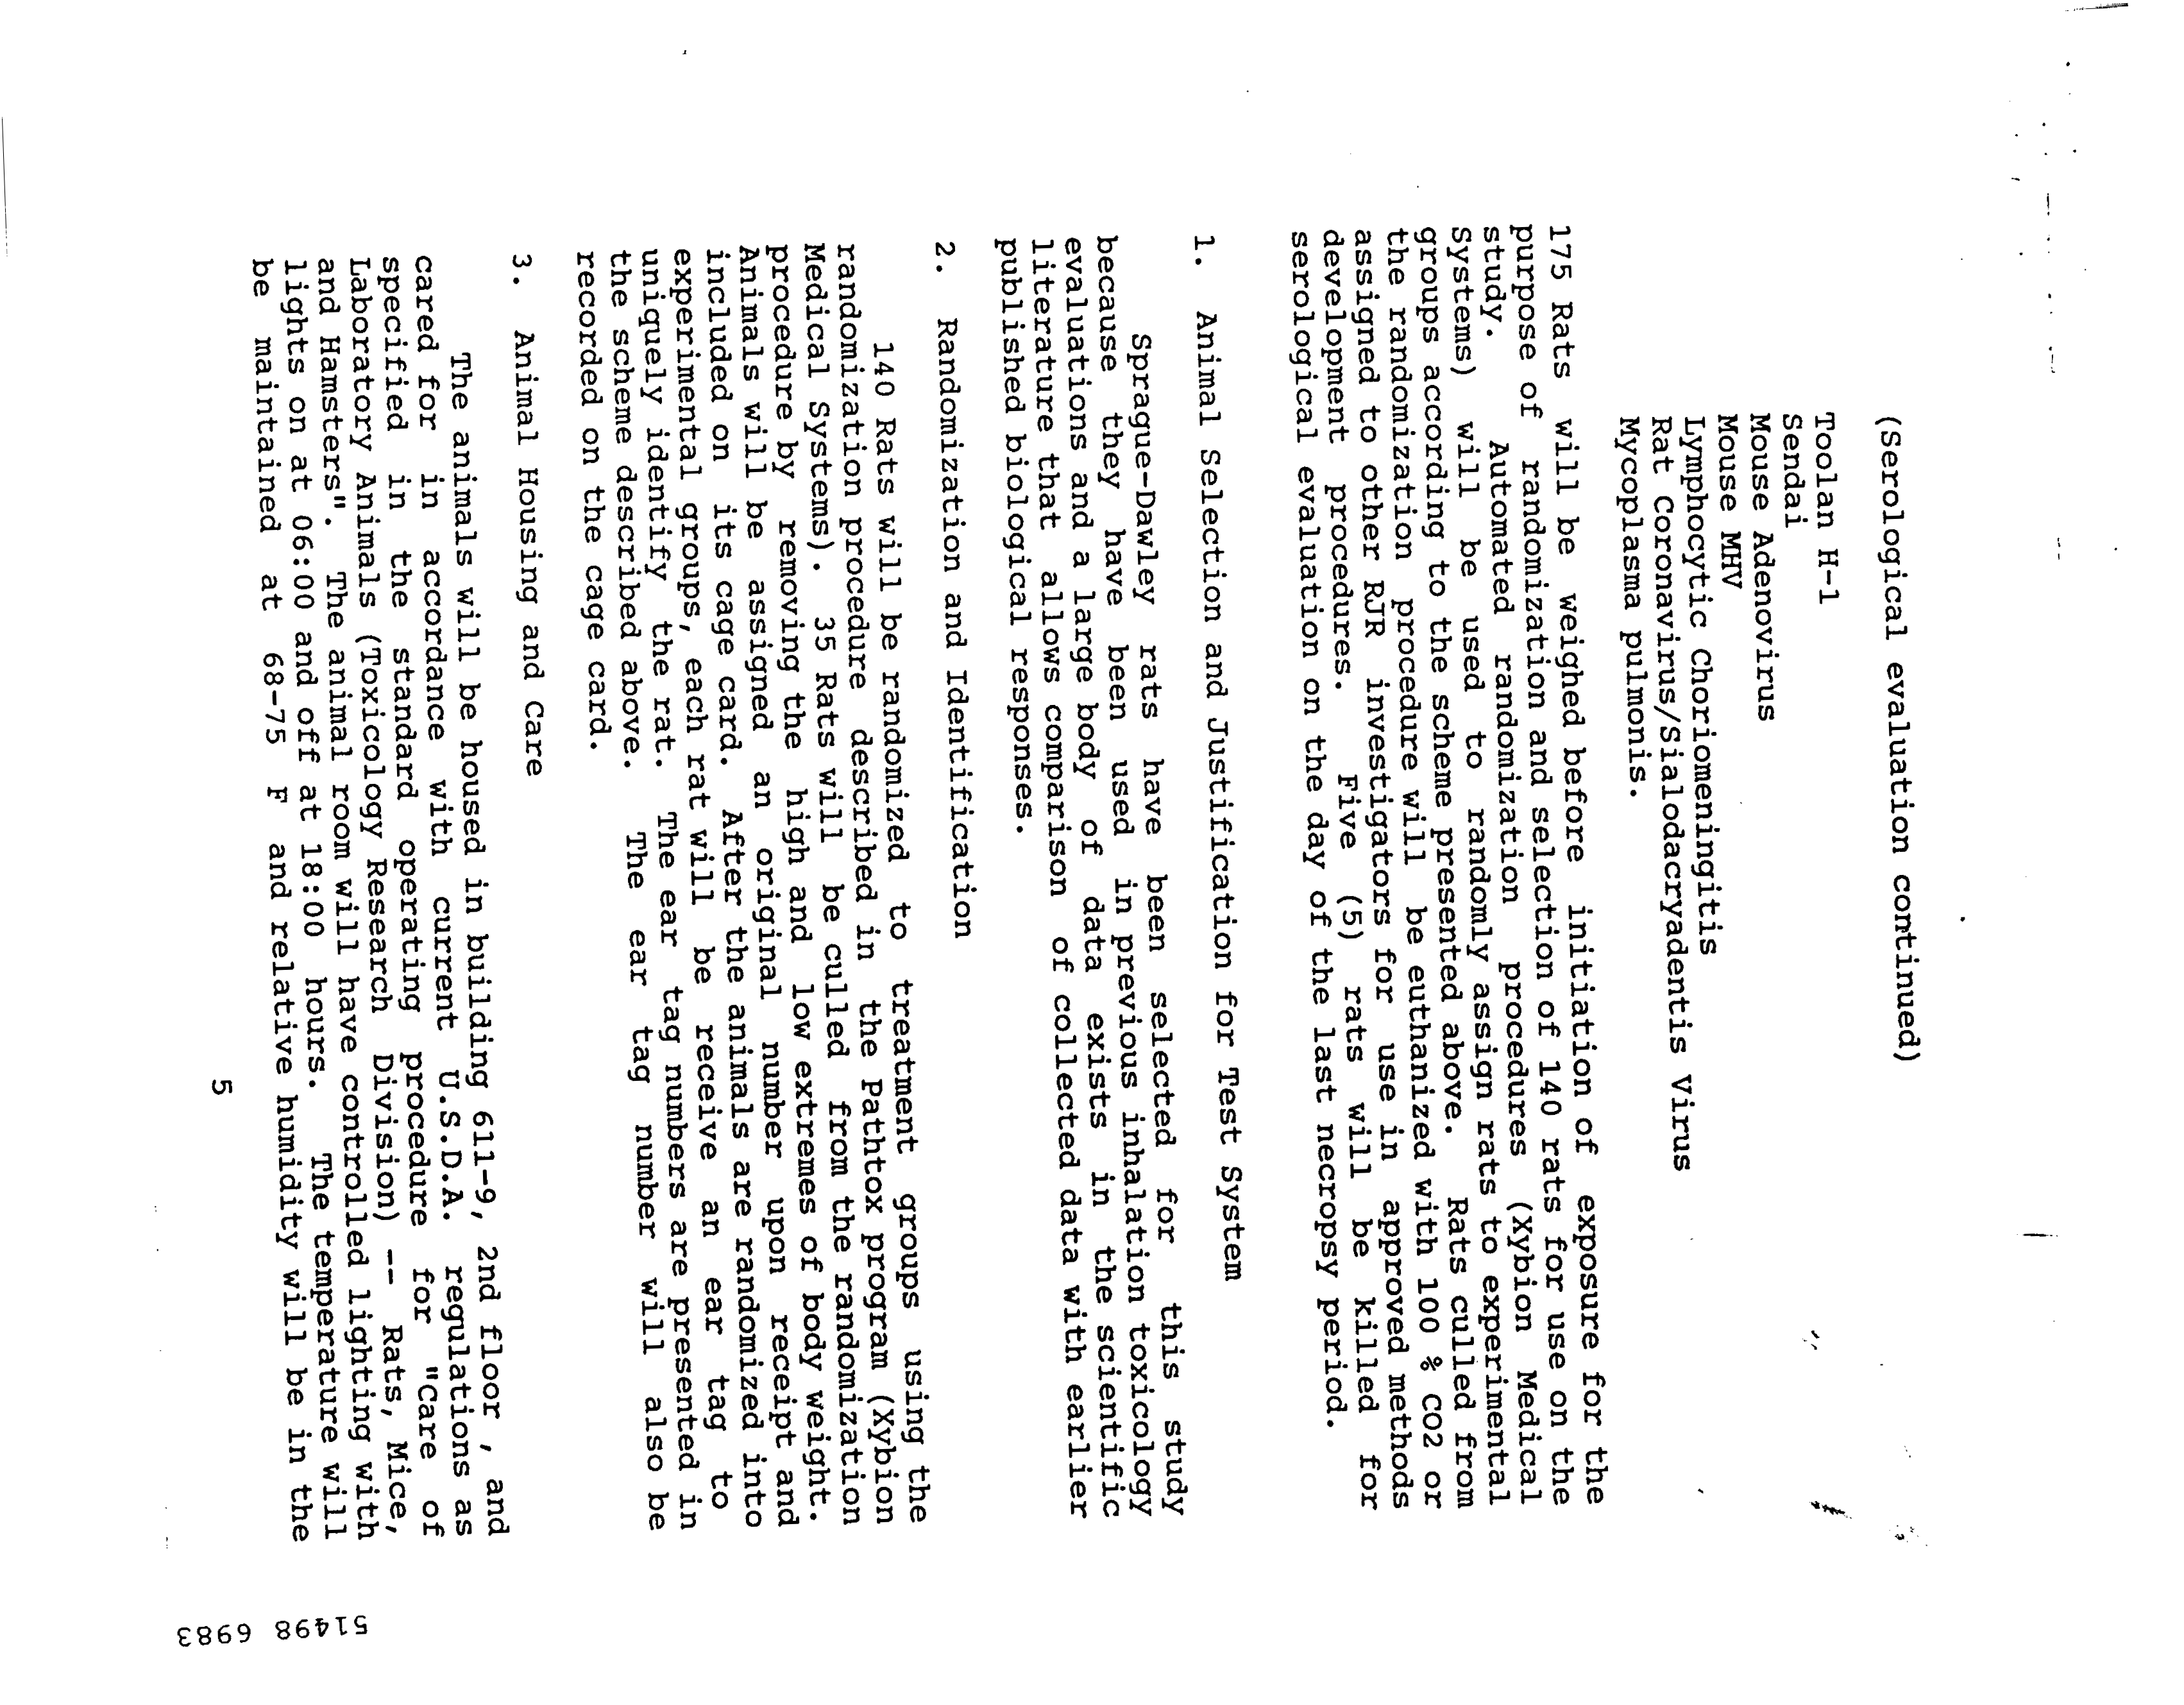 (Serological evaluation continued)
Toolan H-1
Sendai
Mouse Adenovirus
Mouse MHV
Lymphocytic Choriomeningitis
Rat Coronavirus/Sialodacryadentis Virus
Mycoplasma pulmonis.
175 Rats will be weighed before initiation of exposure for the
purpose of randomization and selection of 140 rats for use on the
study. Automated randomization procedures (Xybion Medical
Systems) will be used to randomly assign rats to experimental
groups according to the scheme presented above. Rats culled from
the randomization procedure will be euthanized with 100 % CO2 or
assigned to other RJR investigators for use in approved methods
development procedures. Five (5) rats will be killed for
serological evaluation on the day of the last necropsy period.
1. Animal Selection and Justification for Test System
Sprague-Dawley rats have been selected for this study
because they have been used in previous inhalation toxicology
evaluations and a large body of data exists in the scientific
literature that allows comparison of collected data with earlier
published biological responses.
2. Randomization and Identification
140 Rats will be randomized to treatment groups using the
randomization procedure described in the Pathtox program (Xybion
Medical Systems). 35 Rats will be culled from the randomization
procedure by removing the high and low extremes of body weight.
Animals will be assigned an original number upon receipt and
included on its cage card. After the animals are randomized into
experimental groups, each rat will be receive an ear tag to
uniquely identify the rat. The ear tag numbers are presented in
the scheme described above. The ear tag number will also be
recorded on the cage card.
3. Animal Housing and Care
The animals will be housed in building 611-9, 2nd floor , and
cared for in accordance with current U.S.D.A. regulations as
specified in the standard operating procedure for "Care of
Laboratory Animals (Toxicology Research Division) -- Rats, Mice,
and Hamsters". The animal room will have controlled lighting with
lights on at 06:00 and off at 18:00 hours. The temperature will
be maintained at 68-75 F and relative humidity will be in the
5
51498 6983